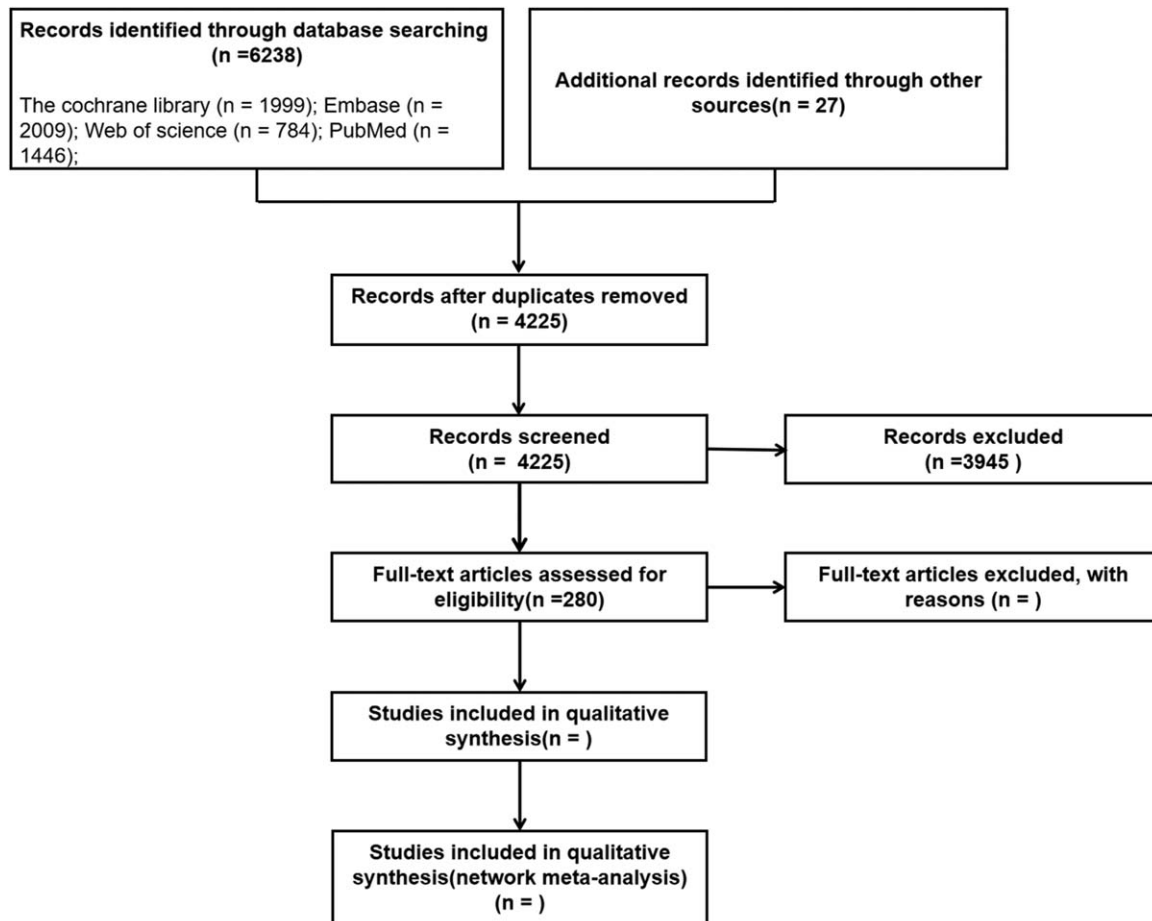 Records identified through database searching
(n =6238)
The cochrane library (n = 1999); Embase (n =
2009); Web of science (n = 784); PubMed (n =
1446);
Additional records identified through other
sources(n = 27)
Records after duplicates removed
(n = 4225)
Records screened
(n =  4225)
Records excluded
(n =3945 )
Full-text articles assessed for
eligibility(n =280)
Full-text articles excluded, with
reasons (n = )
Studies included in qualitative
synthesis(n = )
Studies included in qualitative
synthesis(network meta-analysis)
(n = )